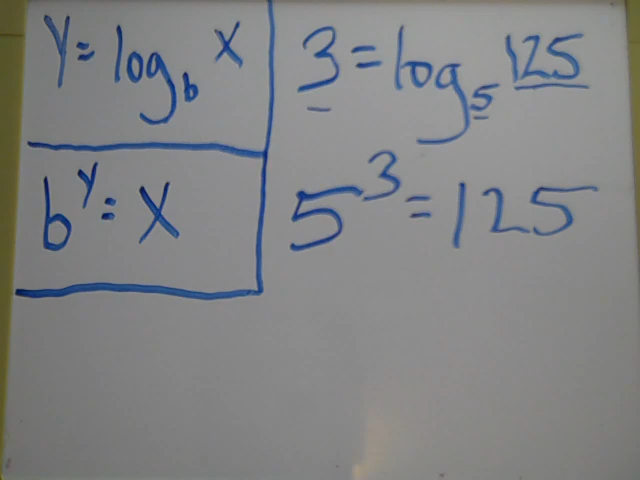 y = log_b x
b^y = x
3 = log_5 125
5^3 = 125